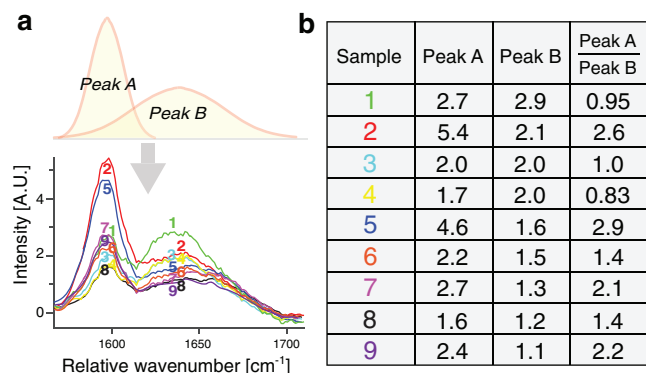 a
Peak A
Peak B
Intensity [A.U.]
4
2
0
2
5
7
1
9
6
3
4
8
1
2
3
4
5
6
7
8
9
1600
1650
1700
Relative wavenumber [cm⁻¹]
b
Sample Peak A Peak B Peak A
Peak B
1 2.7 2.9 0.95
2 5.4 2.1 2.6
3 2.0 2.0 1.0
4 1.7 2.0 0.83
5 4.6 1.6 2.9
6 2.2 1.5 1.4
7 2.7 1.3 2.1
8 1.6 1.2 1.4
9 2.4 1.1 2.2